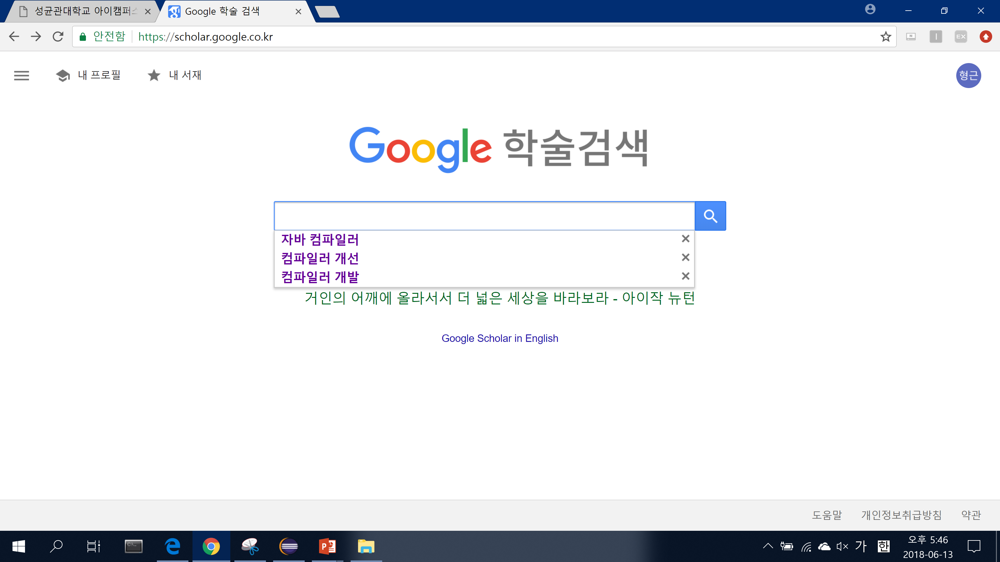 성균관대학교 아이캠퍼스
Google 학술 검색
안전함
https://scholar.google.co.kr
N
EX
내 프로필
내 서재
형근
Google 학술검색
자바 컴파일러
컴파일러 개선
컴파일러 개발
거인의 어깨에 올라서서 더 넓은 세상을 바라보라 - 아이작 뉴턴
Google Scholar in English
도움말
개인정보취급방침
약관
C:\_
P
가
한
오후 5:46
2018-06-13